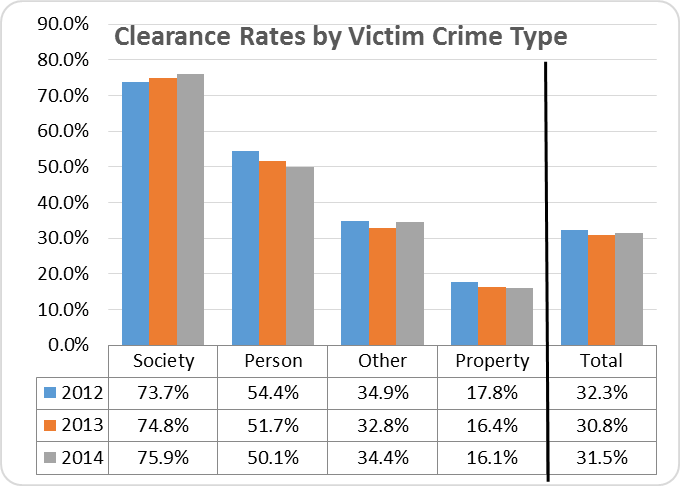 Clearance Rates by Victim Crime Type
90.0%
80.0%
70.0%
60.0%
50.0%
40.0%
30.0%
20.0%
10.0%
0.0%
Society Person Other Property Total
2012 73.7% 54.4% 34.9% 17.8% 32.3%
2013 74.8% 51.7% 32.8% 16.4% 30.8%
2014 75.9% 50.1% 34.4% 16.1% 31.5%